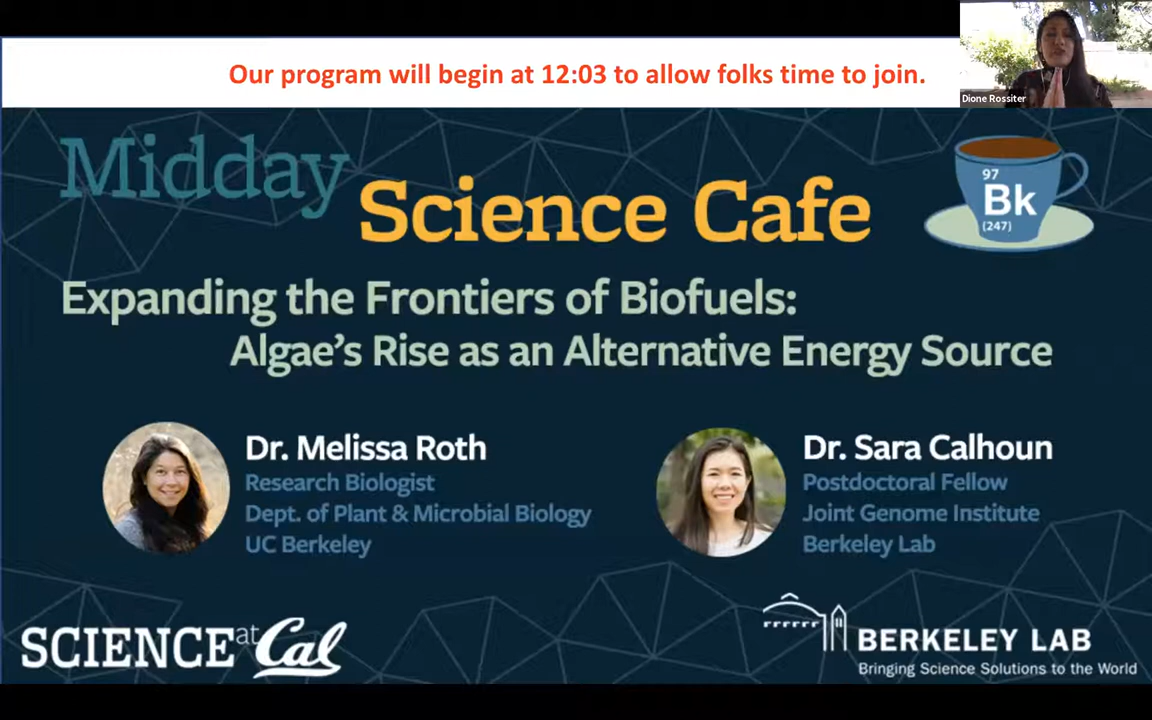 Our program will begin at 12:03 to allow folks time to join.
Dione Rossiter
Midday
Science Cafe
97
Bk
(247)
Expanding the Frontiers of Biofuels:
Algae's Rise as an Alternative Energy Source
Dr. Melissa Roth
Research Biologist
Dept. of Plant & Microbial Biology
UC Berkeley
Dr. Sara Calhoun
Postdoctoral Fellow
Joint Genome Institute
Berkeley Lab
SCIENCE at Cal
BERKELEY LAB
Bringing Science Solutions to the World